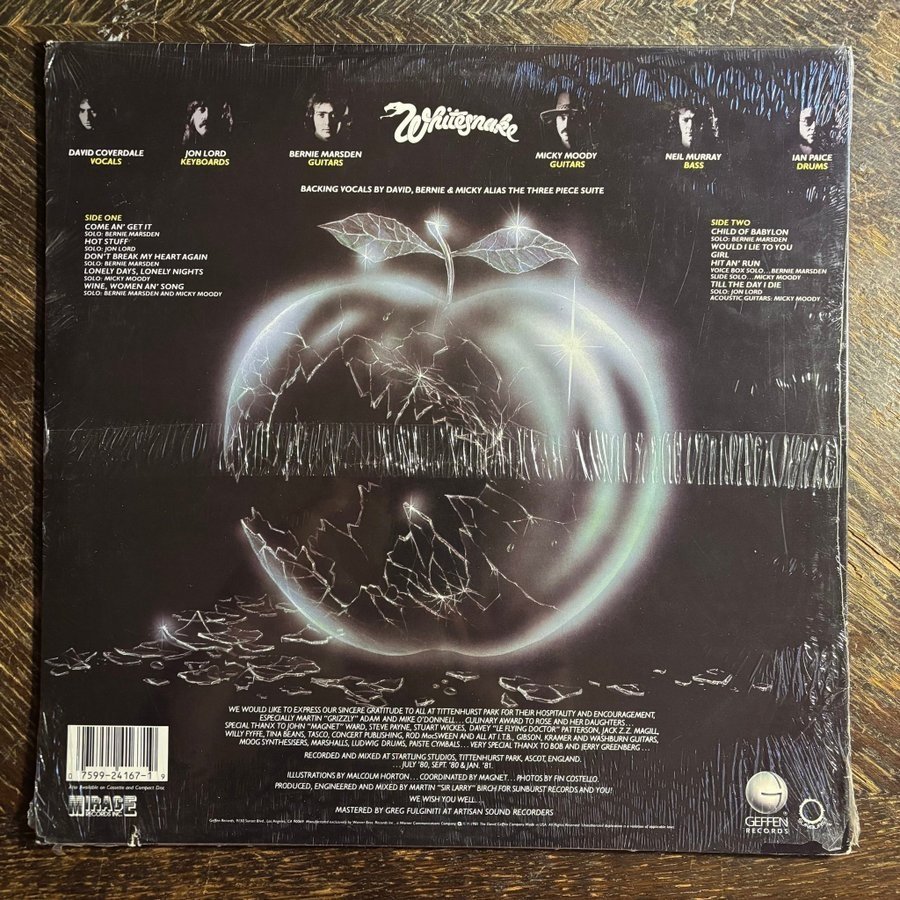 Whitesnake
DAVID COVERDALE
VOCALS
JON LORD
KEYBOARDS
BERNIE MARSDEN
GUITARS
MICKY MOODY
GUITARS
NEIL MURRAY
BASS
IAN PAICE
DRUMS
BACKING VOCALS BY DAVID, BERNIE & MICKY ALIAS THE THREE PIECE SUITE
SIDE ONE
COME AN' GET IT
SOLO: BERNIE MARSDEN
HOT STUFF
SOLO: JON LORD
DON'T BREAK MY HEART AGAIN
SOLO: BERNIE MARSDEN
LONELY DAYS, LONELY NIGHTS
SOLO: MICKY MOODY
WINE, WOMEN AN' SONG
SOLO: BERNIE MARSDEN AND MICKY MOODY
SIDE TWO
CHILD OF BABYLON
SOLO: BERNIE MARSDEN
WOULD I LIE TO YOU
GIRL
HIT AN' RUN
VOICE BOX SOLO...BERNIE MARSDEN
SLIDE SOLO...MICKY MOODY
TILL THE DAY I DIE
SOLO: JON LORD
ACOUSTIC GUITARS: MICKY MOODY
WE WOULD LIKE TO EXPRESS OUR SINCERE GRATITUDE TO ALL AT TITTENHURST PARK FOR THEIR HOSPITALITY AND ENCOURAGEMENT,
ESPECIALLY MARTIN "GRIZZLY" ADAM AND MIKE O'DONNELL...CULINARY AWARD TO ROSE AND HER DAUGHTERS...
SPECIAL THANX TO JOHN "MAGNET" WARD, STEVE PAYNE, STUART WICKES, DAVEY "LE FLYING DOCTOR" PATTERSON, JACK Z.Z. MAGILL,
WILLY FYFFE, TINA BEANS, TASCO, CONCERT PUBLISHING, ROD MacSWEEN AND ALL AT I.T.B., GIBSON, KRAMER AND WASHBURN GUITARS,
MOOG SYNTHESISERS, MARSHALLS, LUDWIG DRUMS, PAISTE CYMBALS...VERY SPECIAL THANX TO BOB AND JERRY GREENBERG...
RECORDED AND MIXED AT STARTLING STUDIOS, TITTENHURST PARK, ASCOT, ENGLAND.
...JULY '80, SEPT. '80 & JAN. '81.
ILLUSTRATIONS BY MALCOLM HORTON...COORDINATED BY MAGNET...PHOTOS BY FIN COSTELLO.
PRODUCED, ENGINEERED AND MIXED BY MARTIN "SIR LARRY" BIRCH FOR SUNBURST RECORDS AND YOU!
WE WISH YOU WELL...
MASTERED BY GREG FULGINITI AT ARTISAN SOUND RECORDERS
0 7599-24167-1 9
Also Available on Cassette and Compact Disc
MIRAGE
RECORDS INC.
GEFFEN
RECORDS